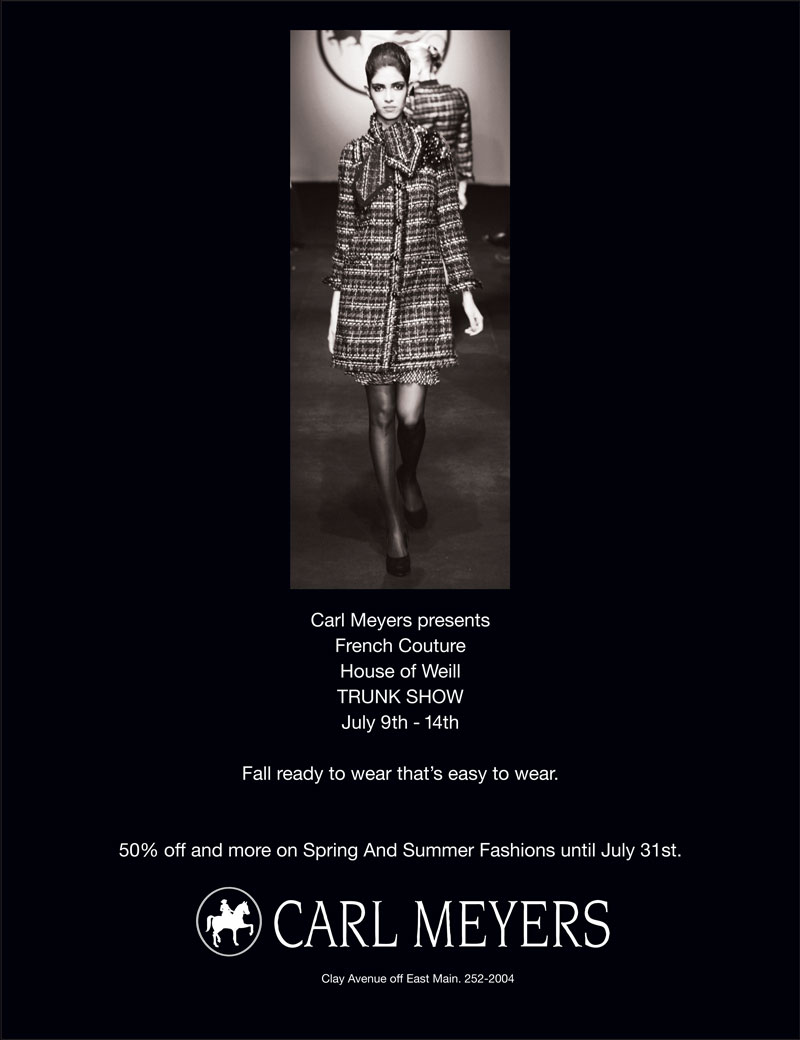 Carl Meyers presents
French Couture
House of Weill
TRUNK SHOW
July 9th - 14th
Fall ready to wear that’s easy to wear.
50% off and more on Spring And Summer Fashions until July 31st.
CARL MEYERS
Clay Avenue off East Main. 252-2004